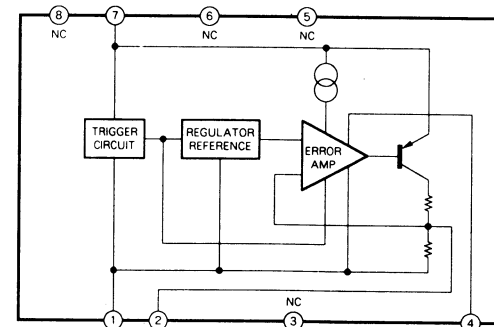 8 7 6 5
NC NC NC
TRIGGER
CIRCUIT
REGULATOR
REFERENCE
ERROR
AMP
NC
1 2 3 4